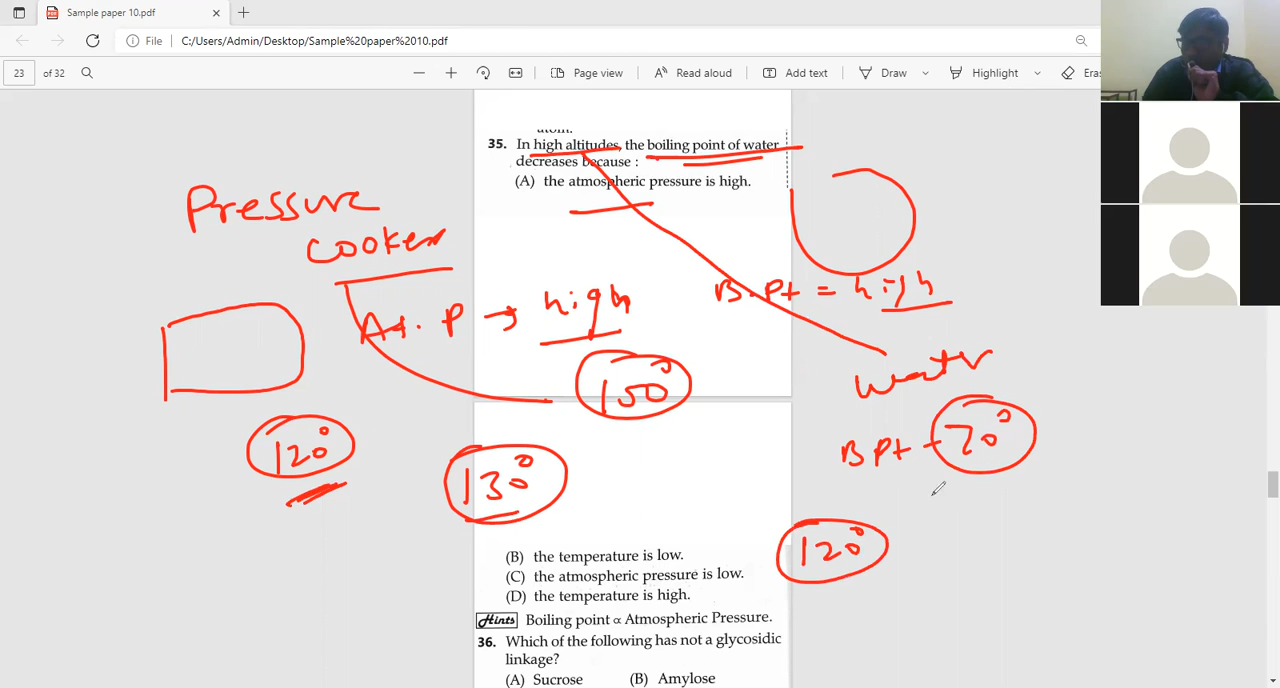 Sample paper 10.pdf
File
C:/Users/Admin/Desktop/Sample%20paper%2010.pdf
23 of 32
Page view
Read aloud
Add text
Draw
Highlight
Eras
atom.
35. In high altitudes, the boiling point of water
decreases because :
(A) the atmospheric pressure is high.
Pressure
cooker
At. P → high
B.pt = high
150°
water
B pt - 70°
120°
130°
120°
(B) the temperature is low.
(C) the atmospheric pressure is low.
(D) the temperature is high.
Hints Boiling point ∝ Atmospheric Pressure.
36. Which of the following has not a glycosidic
linkage?
(A) Sucrose (B) Amylose